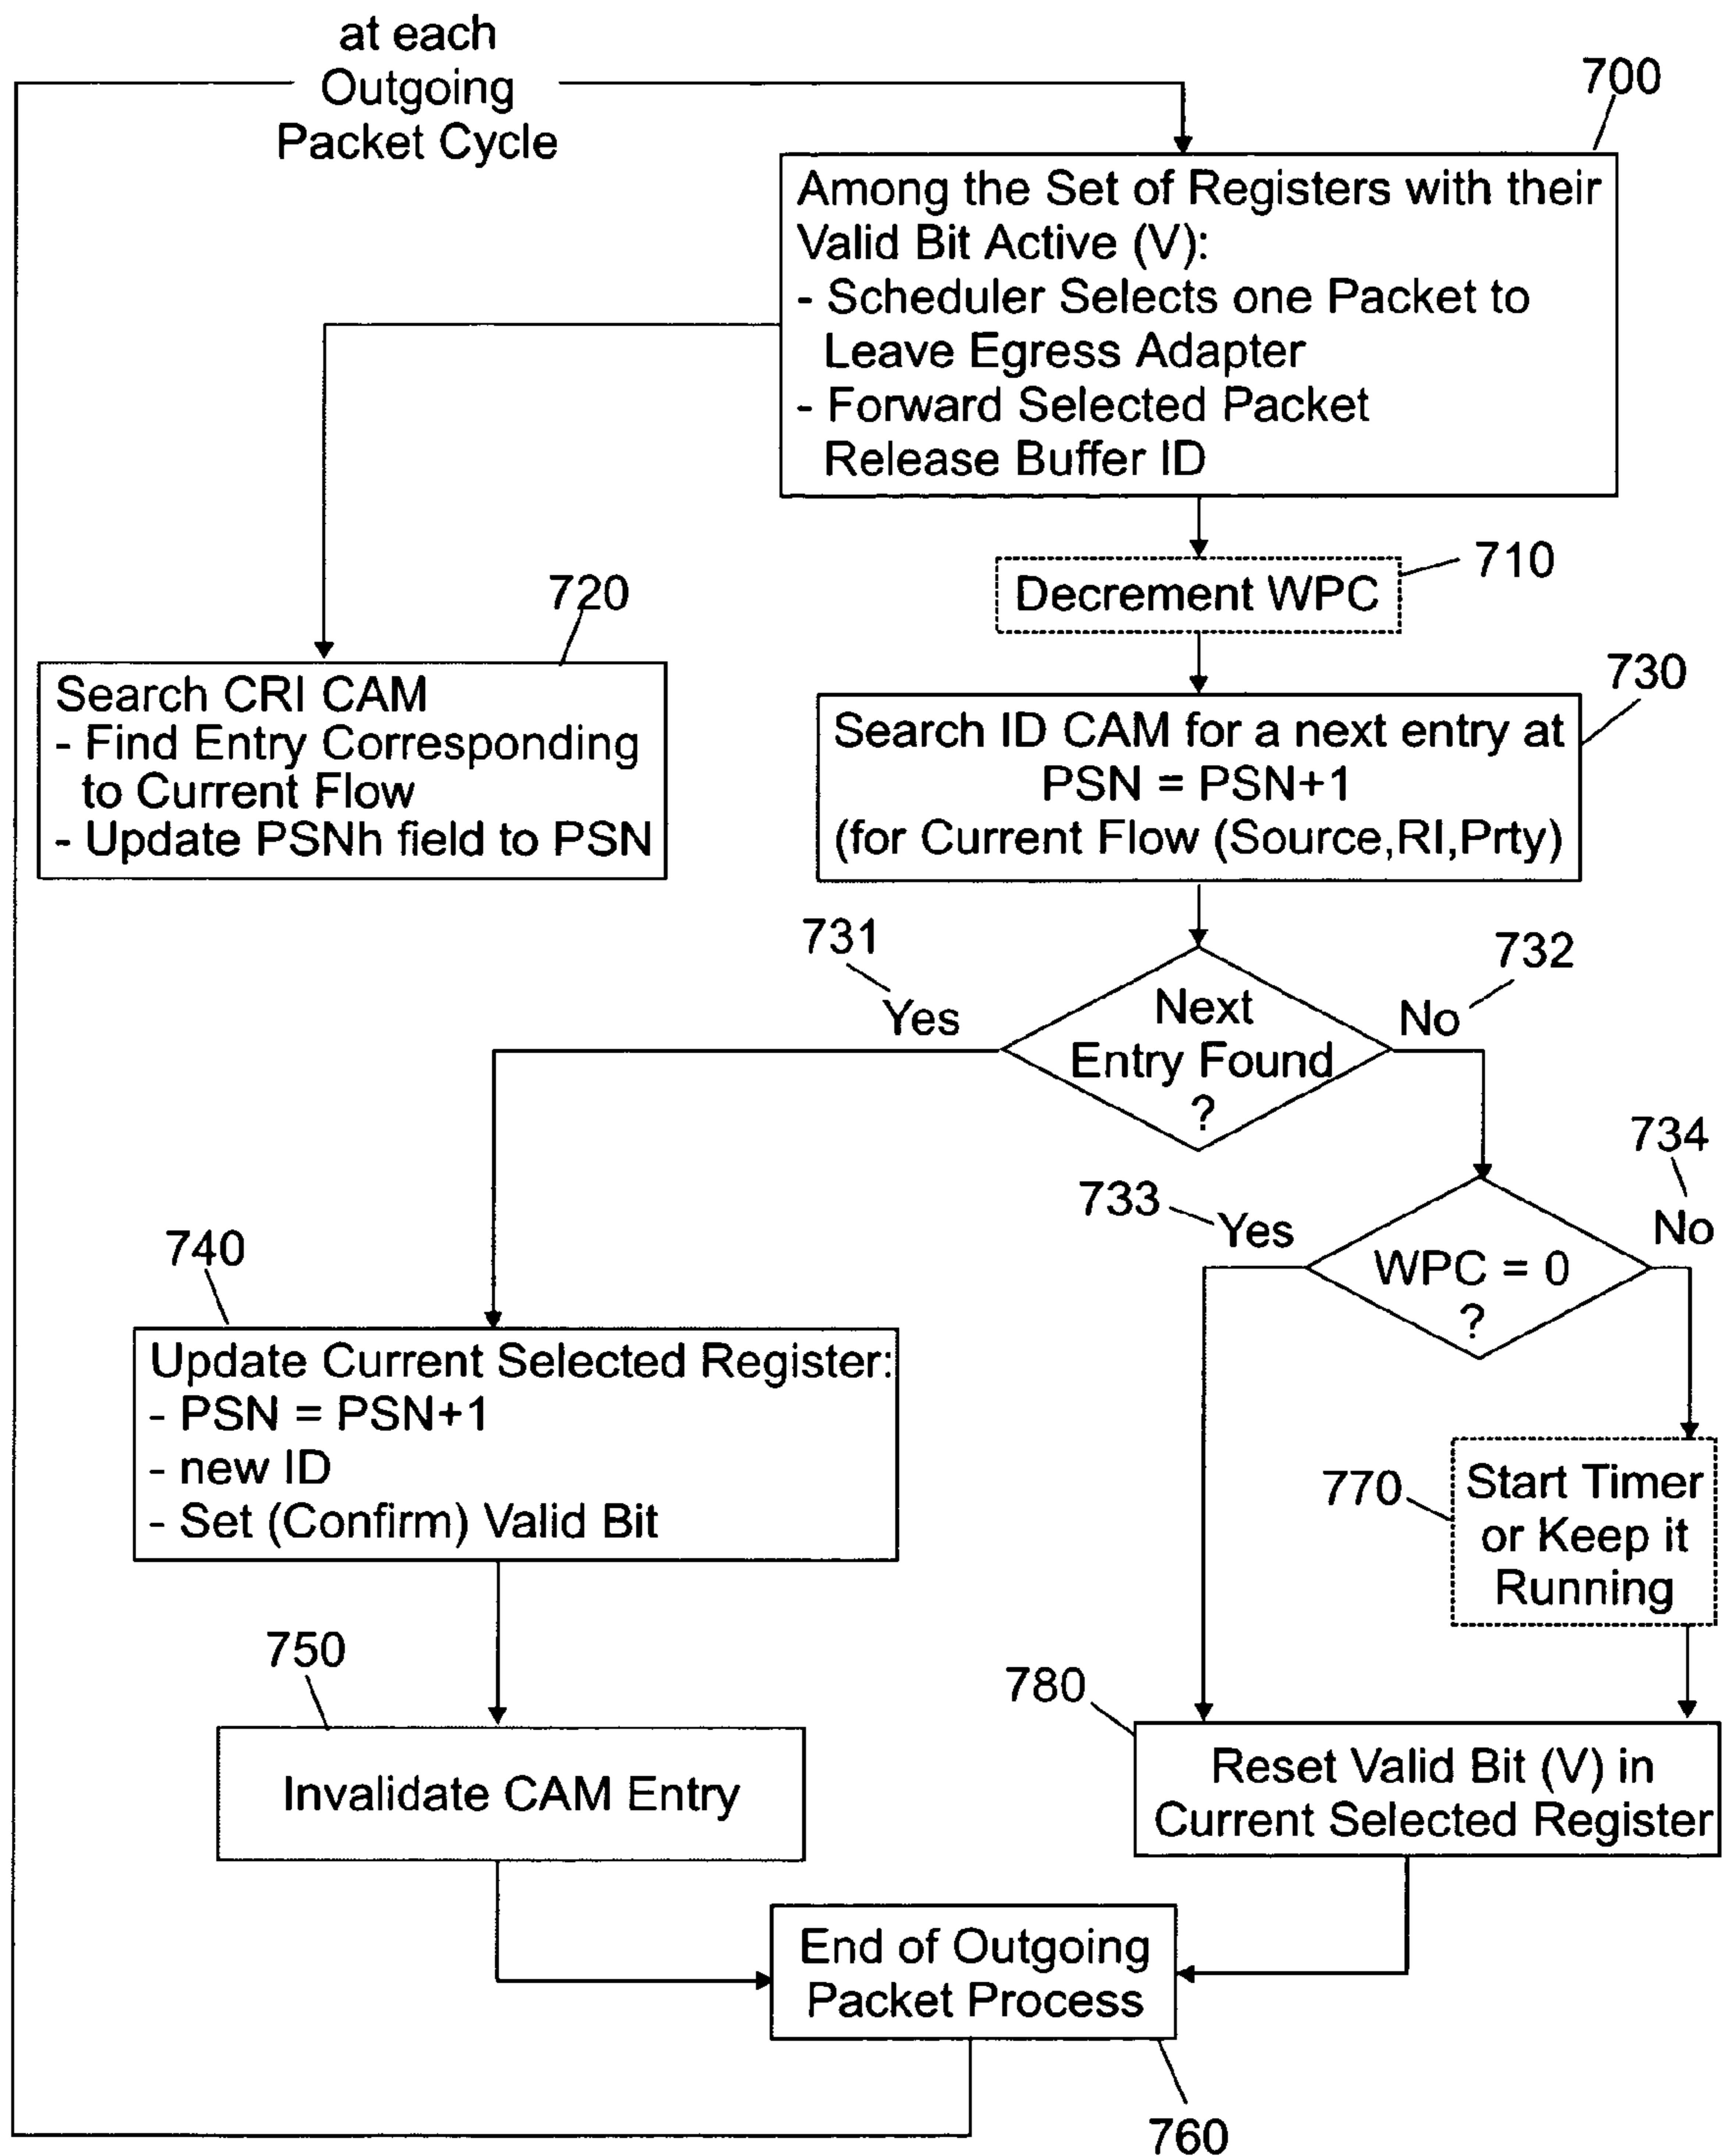 at each
Outgoing
Packet Cycle
700
Among the Set of Registers with their
Valid Bit Active (V):
- Scheduler Selects one Packet to
Leave Egress Adapter
- Forward Selected Packet
Release Buffer ID
710
Decrement WPC
720
Search CRI CAM
- Find Entry Corresponding
to Current Flow
- Update PSNh field to PSN
730
Search ID CAM for a next entry at
PSN = PSN+1
(for Current Flow (Source,RI,Prty)
731
Yes
732
No
Next
Entry Found
?
733
Yes
734
No
WPC = 0
?
740
Update Current Selected Register:
- PSN = PSN+1
- new ID
- Set (Confirm) Valid Bit
770
Start Timer
or Keep it
Running
750
Invalidate CAM Entry
780
Reset Valid Bit (V) in
Current Selected Register
End of Outgoing
Packet Process
760